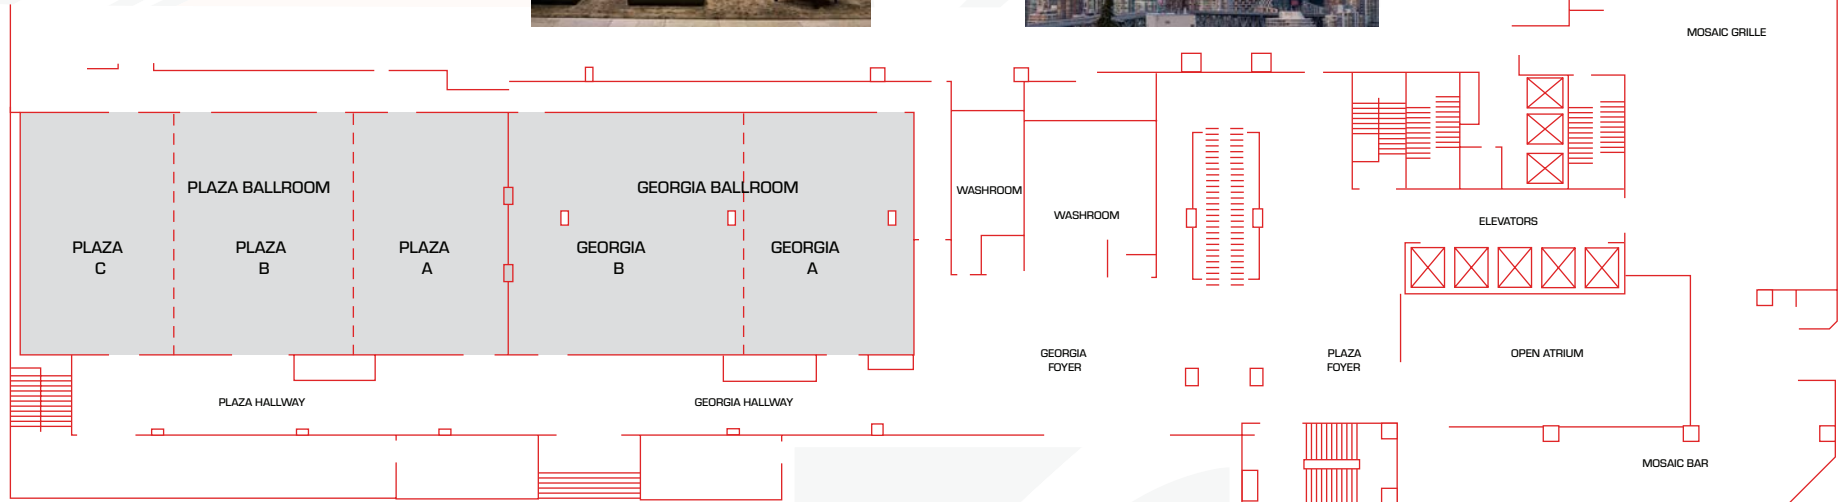 MOSAIC GRILLE
PLAZA BALLROOM
GEORGIA BALLROOM
WASHROOM
WASHROOM
ELEVATORS
PLAZA
C
PLAZA
B
PLAZA
A
GEORGIA
B
GEORGIA
A
GEORGIA
FOYER
PLAZA
FOYER
OPEN ATRIUM
PLAZA HALLWAY
GEORGIA HALLWAY
MOSAIC BAR